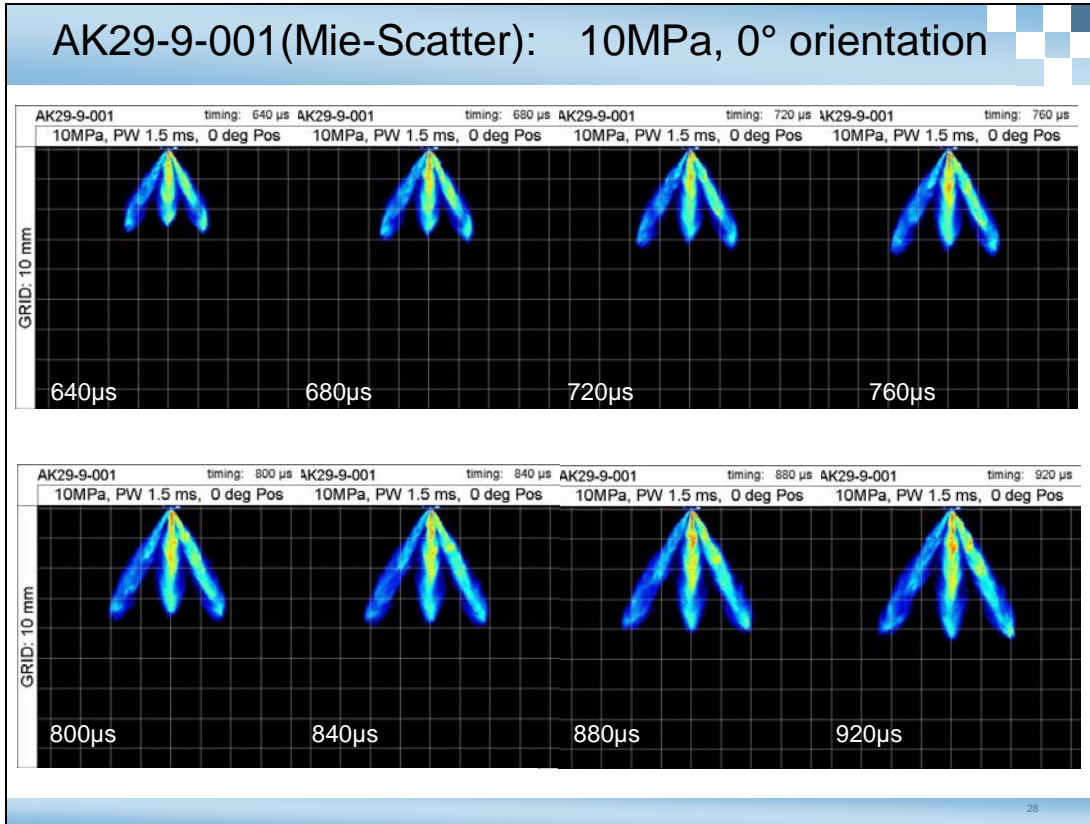 AK29-9-001(Mie-Scatter): 10MPa, 0° orientation
AK29-9-001 timing: 640 µs AK29-9-001 timing: 680 µs AK29-9-001 timing: 720 µs AK29-9-001 timing: 760 µs
10MPa, PW 1.5 ms, 0 deg Pos 10MPa, PW 1.5 ms, 0 deg Pos 10MPa, PW 1.5 ms, 0 deg Pos 10MPa, PW 1.5 ms, 0 deg Pos
GRID: 10 mm
640µs 680µs 720µs 760µs
AK29-9-001 timing: 800 µs AK29-9-001 timing: 840 µs AK29-9-001 timing: 880 µs AK29-9-001 timing: 920 µs
10MPa, PW 1.5 ms, 0 deg Pos 10MPa, PW 1.5 ms, 0 deg Pos 10MPa, PW 1.5 ms, 0 deg Pos 10MPa, PW 1.5 ms, 0 deg Pos
GRID: 10 mm
800µs 840µs 880µs 920µs
28